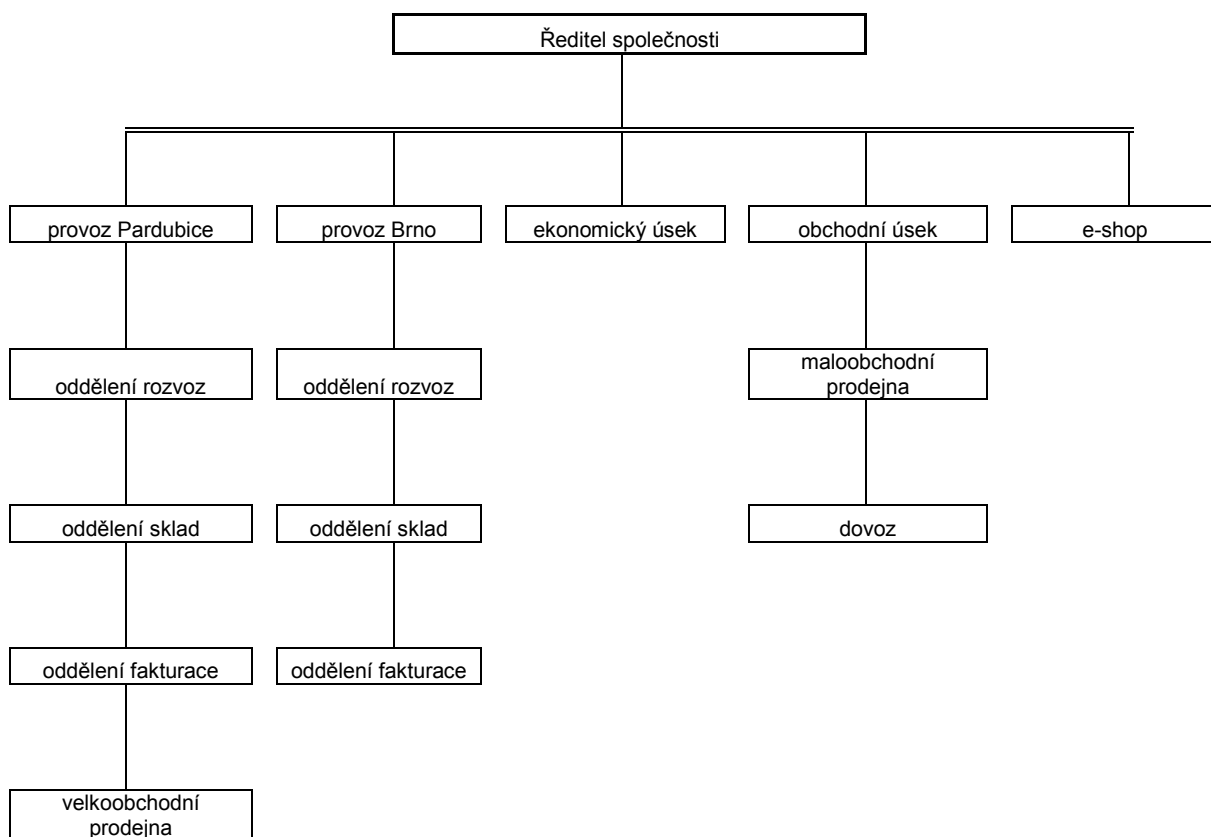 Ředitel společnosti
provoz Pardubice
provoz Brno
ekonomický úsek
obchodní úsek
e-shop
oddělení rozvoz
oddělení rozvoz
maloobchodní
prodejna
oddělení sklad
oddělení sklad
dovoz
oddělení fakturace
oddělení fakturace
velkoobchodní
prodejna